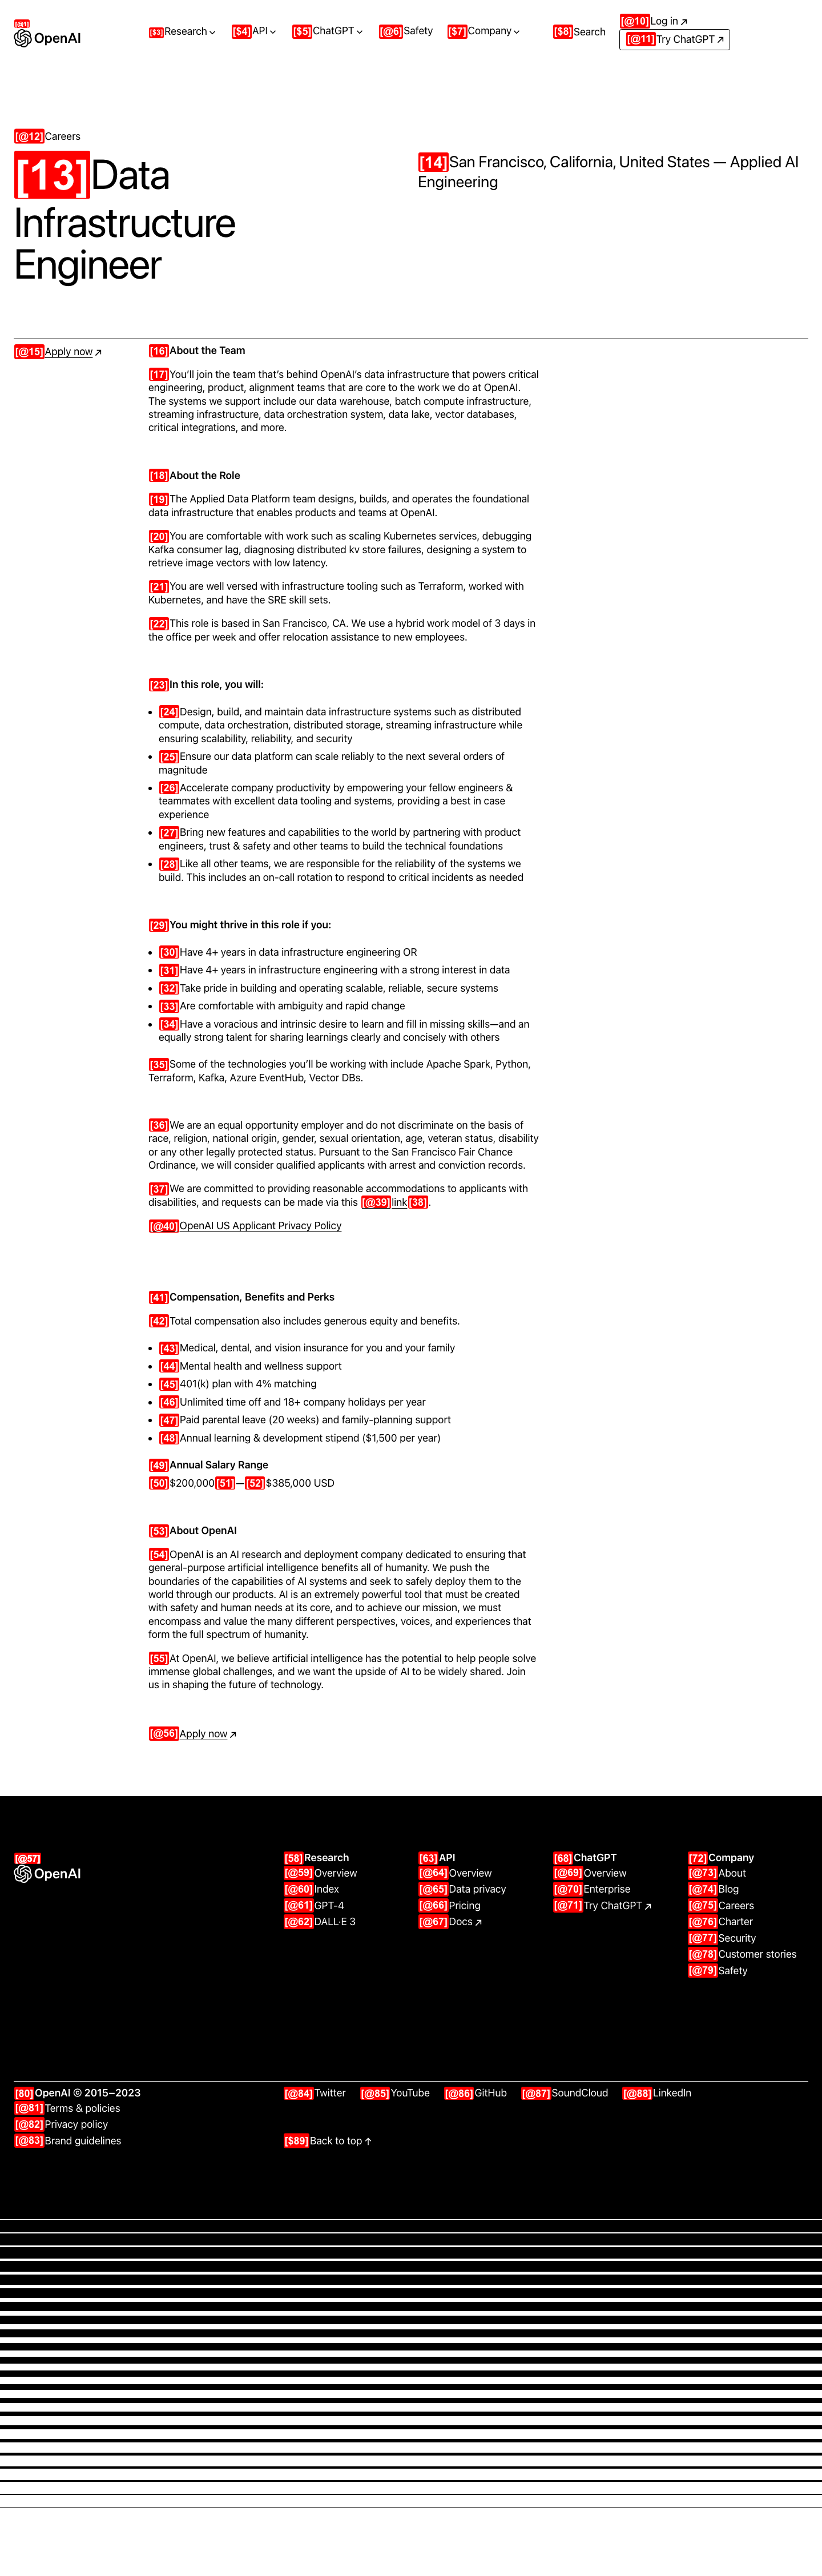 [@1]
OpenAI
[$3]Research
[$4]API
[$5]ChatGPT
[@6]Safety
[$7]Company
[$8]Search
[@10]Log in ↗
[@11]Try ChatGPT ↗
[@12]Careers
[13]Data
Infrastructure
Engineer
[14]San Francisco, California, United States — Applied AI
Engineering
[@15]Apply now ↗
[16]About the Team
[17]You’ll join the team that’s behind OpenAI’s data infrastructure that powers critical
engineering, product, alignment teams that are core to the work we do at OpenAI.
The systems we support include our data warehouse, batch compute infrastructure,
streaming infrastructure, data orchestration system, data lake, vector databases,
critical integrations, and more.
[18]About the Role
[19]The Applied Data Platform team designs, builds, and operates the foundational
data infrastructure that enables products and teams at OpenAI.
[20]You are comfortable with work such as scaling Kubernetes services, debugging
Kafka consumer lag, diagnosing distributed kv store failures, designing a system to
retrieve image vectors with low latency.
[21]You are well versed with infrastructure tooling such as Terraform, worked with
Kubernetes, and have the SRE skill sets.
[22]This role is based in San Francisco, CA. We use a hybrid work model of 3 days in
the office per week and offer relocation assistance to new employees.
[23]In this role, you will:
• [24]Design, build, and maintain data infrastructure systems such as distributed
compute, data orchestration, distributed storage, streaming infrastructure while
ensuring scalability, reliability, and security
• [25]Ensure our data platform can scale reliably to the next several orders of
magnitude
• [26]Accelerate company productivity by empowering your fellow engineers &
teammates with excellent data tooling and systems, providing a best in case
experience
• [27]Bring new features and capabilities to the world by partnering with product
engineers, trust & safety and other teams to build the technical foundations
• [28]Like all other teams, we are responsible for the reliability of the systems we
build. This includes an on-call rotation to respond to critical incidents as needed
[29]You might thrive in this role if you:
• [30]Have 4+ years in data infrastructure engineering OR
• [31]Have 4+ years in infrastructure engineering with a strong interest in data
• [32]Take pride in building and operating scalable, reliable, secure systems
• [33]Are comfortable with ambiguity and rapid change
• [34]Have a voracious and intrinsic desire to learn and fill in missing skills—and an
equally strong talent for sharing learnings clearly and concisely with others
[35]Some of the technologies you’ll be working with include Apache Spark, Python,
Terraform, Kafka, Azure EventHub, Vector DBs.
[36]We are an equal opportunity employer and do not discriminate on the basis of
race, religion, national origin, gender, sexual orientation, age, veteran status, disability
or any other legally protected status. Pursuant to the San Francisco Fair Chance
Ordinance, we will consider qualified applicants with arrest and conviction records.
[37]We are committed to providing reasonable accommodations to applicants with
disabilities, and requests can be made via this [@39]link[38].
[@40]OpenAI US Applicant Privacy Policy
[41]Compensation, Benefits and Perks
[42]Total compensation also includes generous equity and benefits.
• [43]Medical, dental, and vision insurance for you and your family
• [44]Mental health and wellness support
• [45]401(k) plan with 4% matching
• [46]Unlimited time off and 18+ company holidays per year
• [47]Paid parental leave (20 weeks) and family-planning support
• [48]Annual learning & development stipend ($1,500 per year)
[49]Annual Salary Range
[50]$200,000[51]—[52]$385,000 USD
[53]About OpenAI
[54]OpenAI is an AI research and deployment company dedicated to ensuring that
general-purpose artificial intelligence benefits all of humanity. We push the
boundaries of the capabilities of AI systems and seek to safely deploy them to the
world through our products. AI is an extremely powerful tool that must be created
with safety and human needs at its core, and to achieve our mission, we must
encompass and value the many different perspectives, voices, and experiences that
form the full spectrum of humanity.
[55]At OpenAI, we believe artificial intelligence has the potential to help people solve
immense global challenges, and we want the upside of AI to be widely shared. Join
us in shaping the future of technology.
[@56]Apply now ↗
[@57]
OpenAI
[58]Research
[@59]Overview
[@60]Index
[@61]GPT-4
[@62]DALL·E 3
[63]API
[@64]Overview
[@65]Data privacy
[@66]Pricing
[@67]Docs ↗
[68]ChatGPT
[@69]Overview
[@70]Enterprise
[@71]Try ChatGPT ↗
[72]Company
[@73]About
[@74]Blog
[@75]Careers
[@76]Charter
[@77]Security
[@78]Customer stories
[@79]Safety
[80]OpenAI © 2015–2023
[@81]Terms & policies
[@82]Privacy policy
[@83]Brand guidelines
[@84]Twitter
[@85]YouTube
[@86]GitHub
[@87]SoundCloud
[@88]LinkedIn
[$89]Back to top ↑